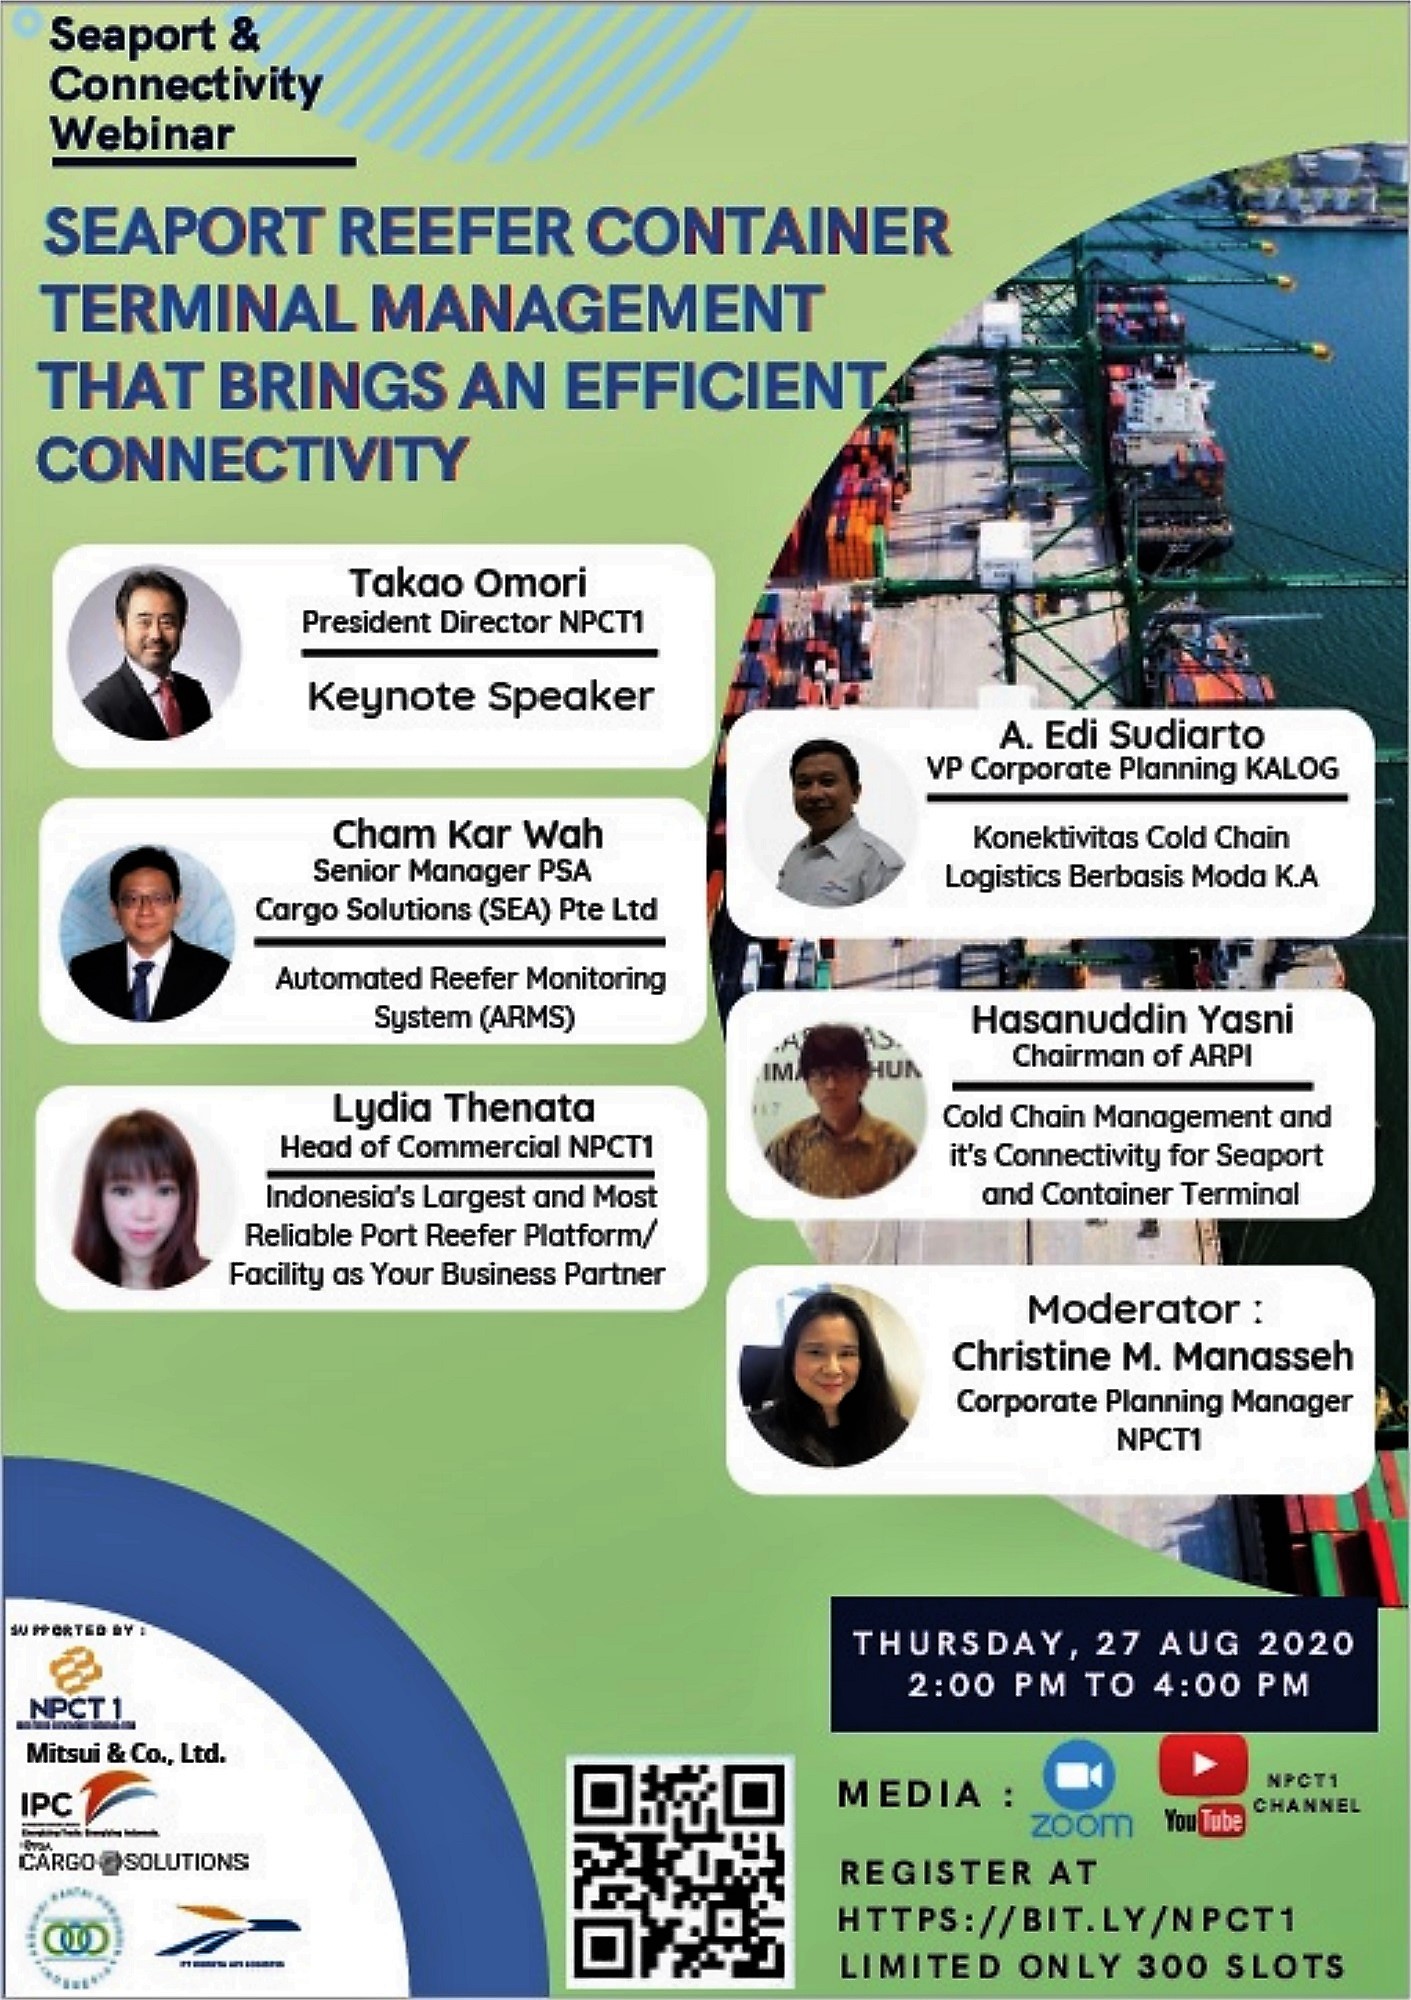 Seaport &
Connectivity
Webinar
SEAPORT REEFER CONTAINER
TERMINAL MANAGEMENT
THAT BRINGS AN EFFICIENT
CONNECTIVITY
Takao Omori
President Director NPCT1
Keynote Speaker
Cham Kar Wah
Senior Manager PSA
Cargo Solutions (SEA) Pte Ltd
Automated Reefer Monitoring
System (ARMS)
Lydia Thenata
Head of Commercial NPCT1
Indonesia's Largest and Most
Reliable Port Reefer Platform/
Facility as Your Business Partner
A. Edi Sudiarto
VP Corporate Planning KALOG
Konektivitas Cold Chain
Logistics Berbasis Moda K.A
Hasanuddin Yasni
Chairman of ARPI
Cold Chain Management and
it's Connectivity for Seaport
and Container Terminal
Moderator :
Christine M. Manasseh
Corporate Planning Manager
NPCT1
SUPPORTED BY :
NPCT 1
Mitsui & Co., Ltd.
IPC
CARGO SOLUTIONS
THURSDAY, 27 AUG 2020
2:00 PM TO 4:00 PM
MEDIA :
zoom
YouTube
NPCT1
CHANNEL
REGISTER AT
HTTPS://BIT.LY/NPCT1
LIMITED ONLY 300 SLOTS